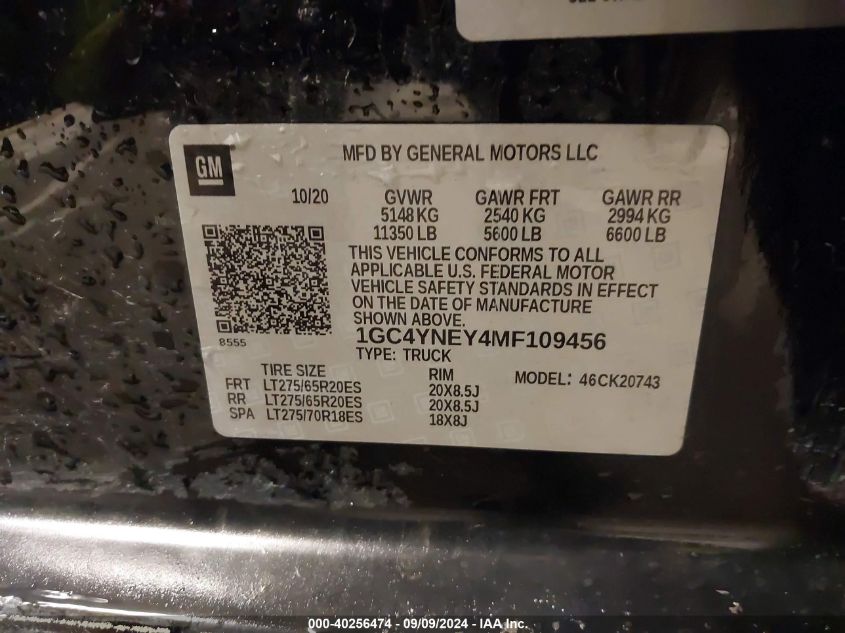 GM
MFD BY GENERAL MOTORS LLC
10/20 GVWR GAWR FRT GAWR RR
5148 KG 2540 KG 2994 KG
11350 LB 5600 LB 6600 LB
THIS VEHICLE CONFORMS TO ALL
APPLICABLE U.S. FEDERAL MOTOR
VEHICLE SAFETY STANDARDS IN EFFECT
ON THE DATE OF MANUFACTURE
SHOWN ABOVE.
8555
1GC4YNEY4MF109456
TYPE: TRUCK
TIRE SIZE RIM MODEL: 46CK20743
FRT LT275/65R20ES 20X8.5J
RR LT275/65R20ES 20X8.5J
SPA LT275/70R18ES 18X8J
000-40256474 - 09/09/2024 - IAA Inc.